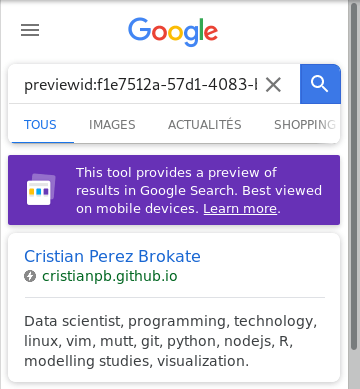 Google
previewid:f1e7512a-57d1-4083-
TOUS IMAGES ACTUALITÉS SHOPPING
This tool provides a preview of
results in Google Search. Best viewed
on mobile devices. Learn more.
Cristian Perez Brokate
cristianpb.github.io
Data scientist, programming, technology,
linux, vim, mutt, git, python, nodejs, R,
modelling studies, visualization.